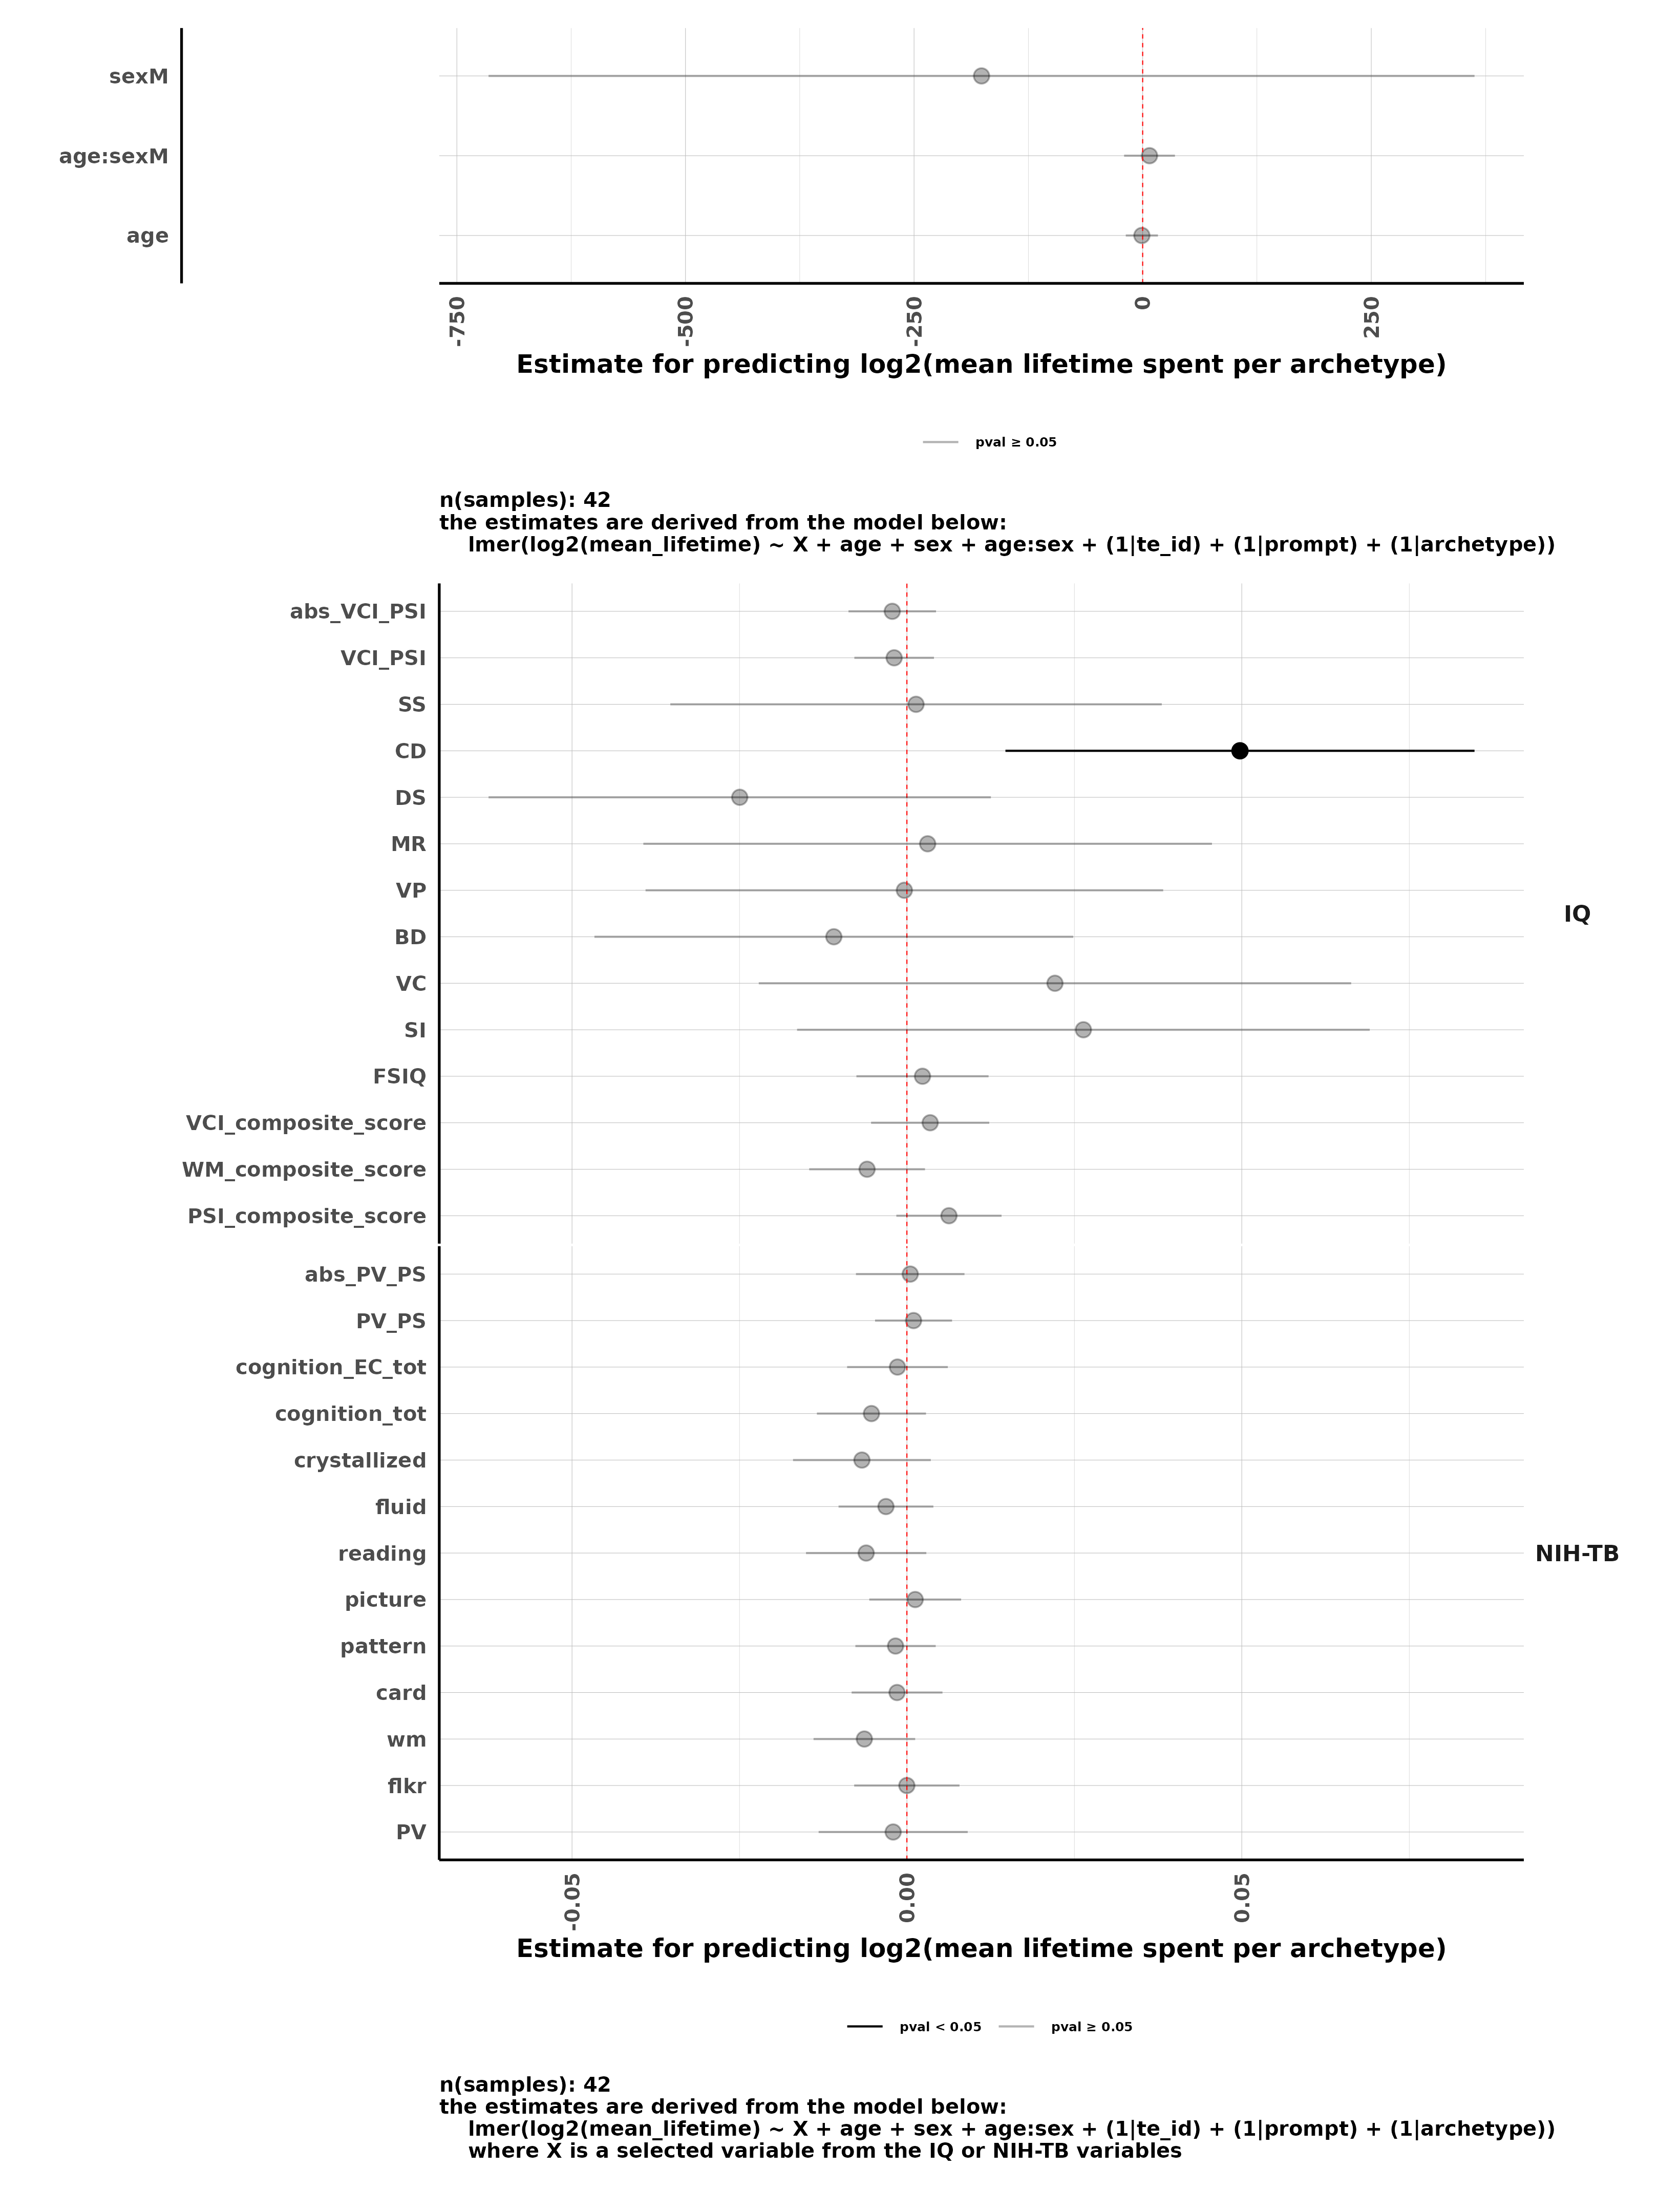 sexM
age:sexM
age
-750
-500
-250
0
250
Estimate for predicting log2(mean lifetime spent per archetype)
pval ≥ 0.05
n(samples): 42
the estimates are derived from the model below:
lmer(log2(mean_lifetime) ~ X + age + sex + age:sex + (1|te_id) + (1|prompt) + (1|archetype))
abs_VCI_PSI
VCI_PSI
SS
CD
DS
MR
VP
BD
VC
SI
FSIQ
VCI_composite_score
WM_composite_score
PSI_composite_score
IQ
abs_PV_PS
PV_PS
cognition_EC_tot
cognition_tot
crystallized
fluid
reading
picture
pattern
card
wm
flkr
PV
NIH-TB
-0.05
0.00
0.05
Estimate for predicting log2(mean lifetime spent per archetype)
pval < 0.05
pval ≥ 0.05
n(samples): 42
the estimates are derived from the model below:
lmer(log2(mean_lifetime) ~ X + age + sex + age:sex + (1|te_id) + (1|prompt) + (1|archetype))
where X is a selected variable from the IQ or NIH-TB variables